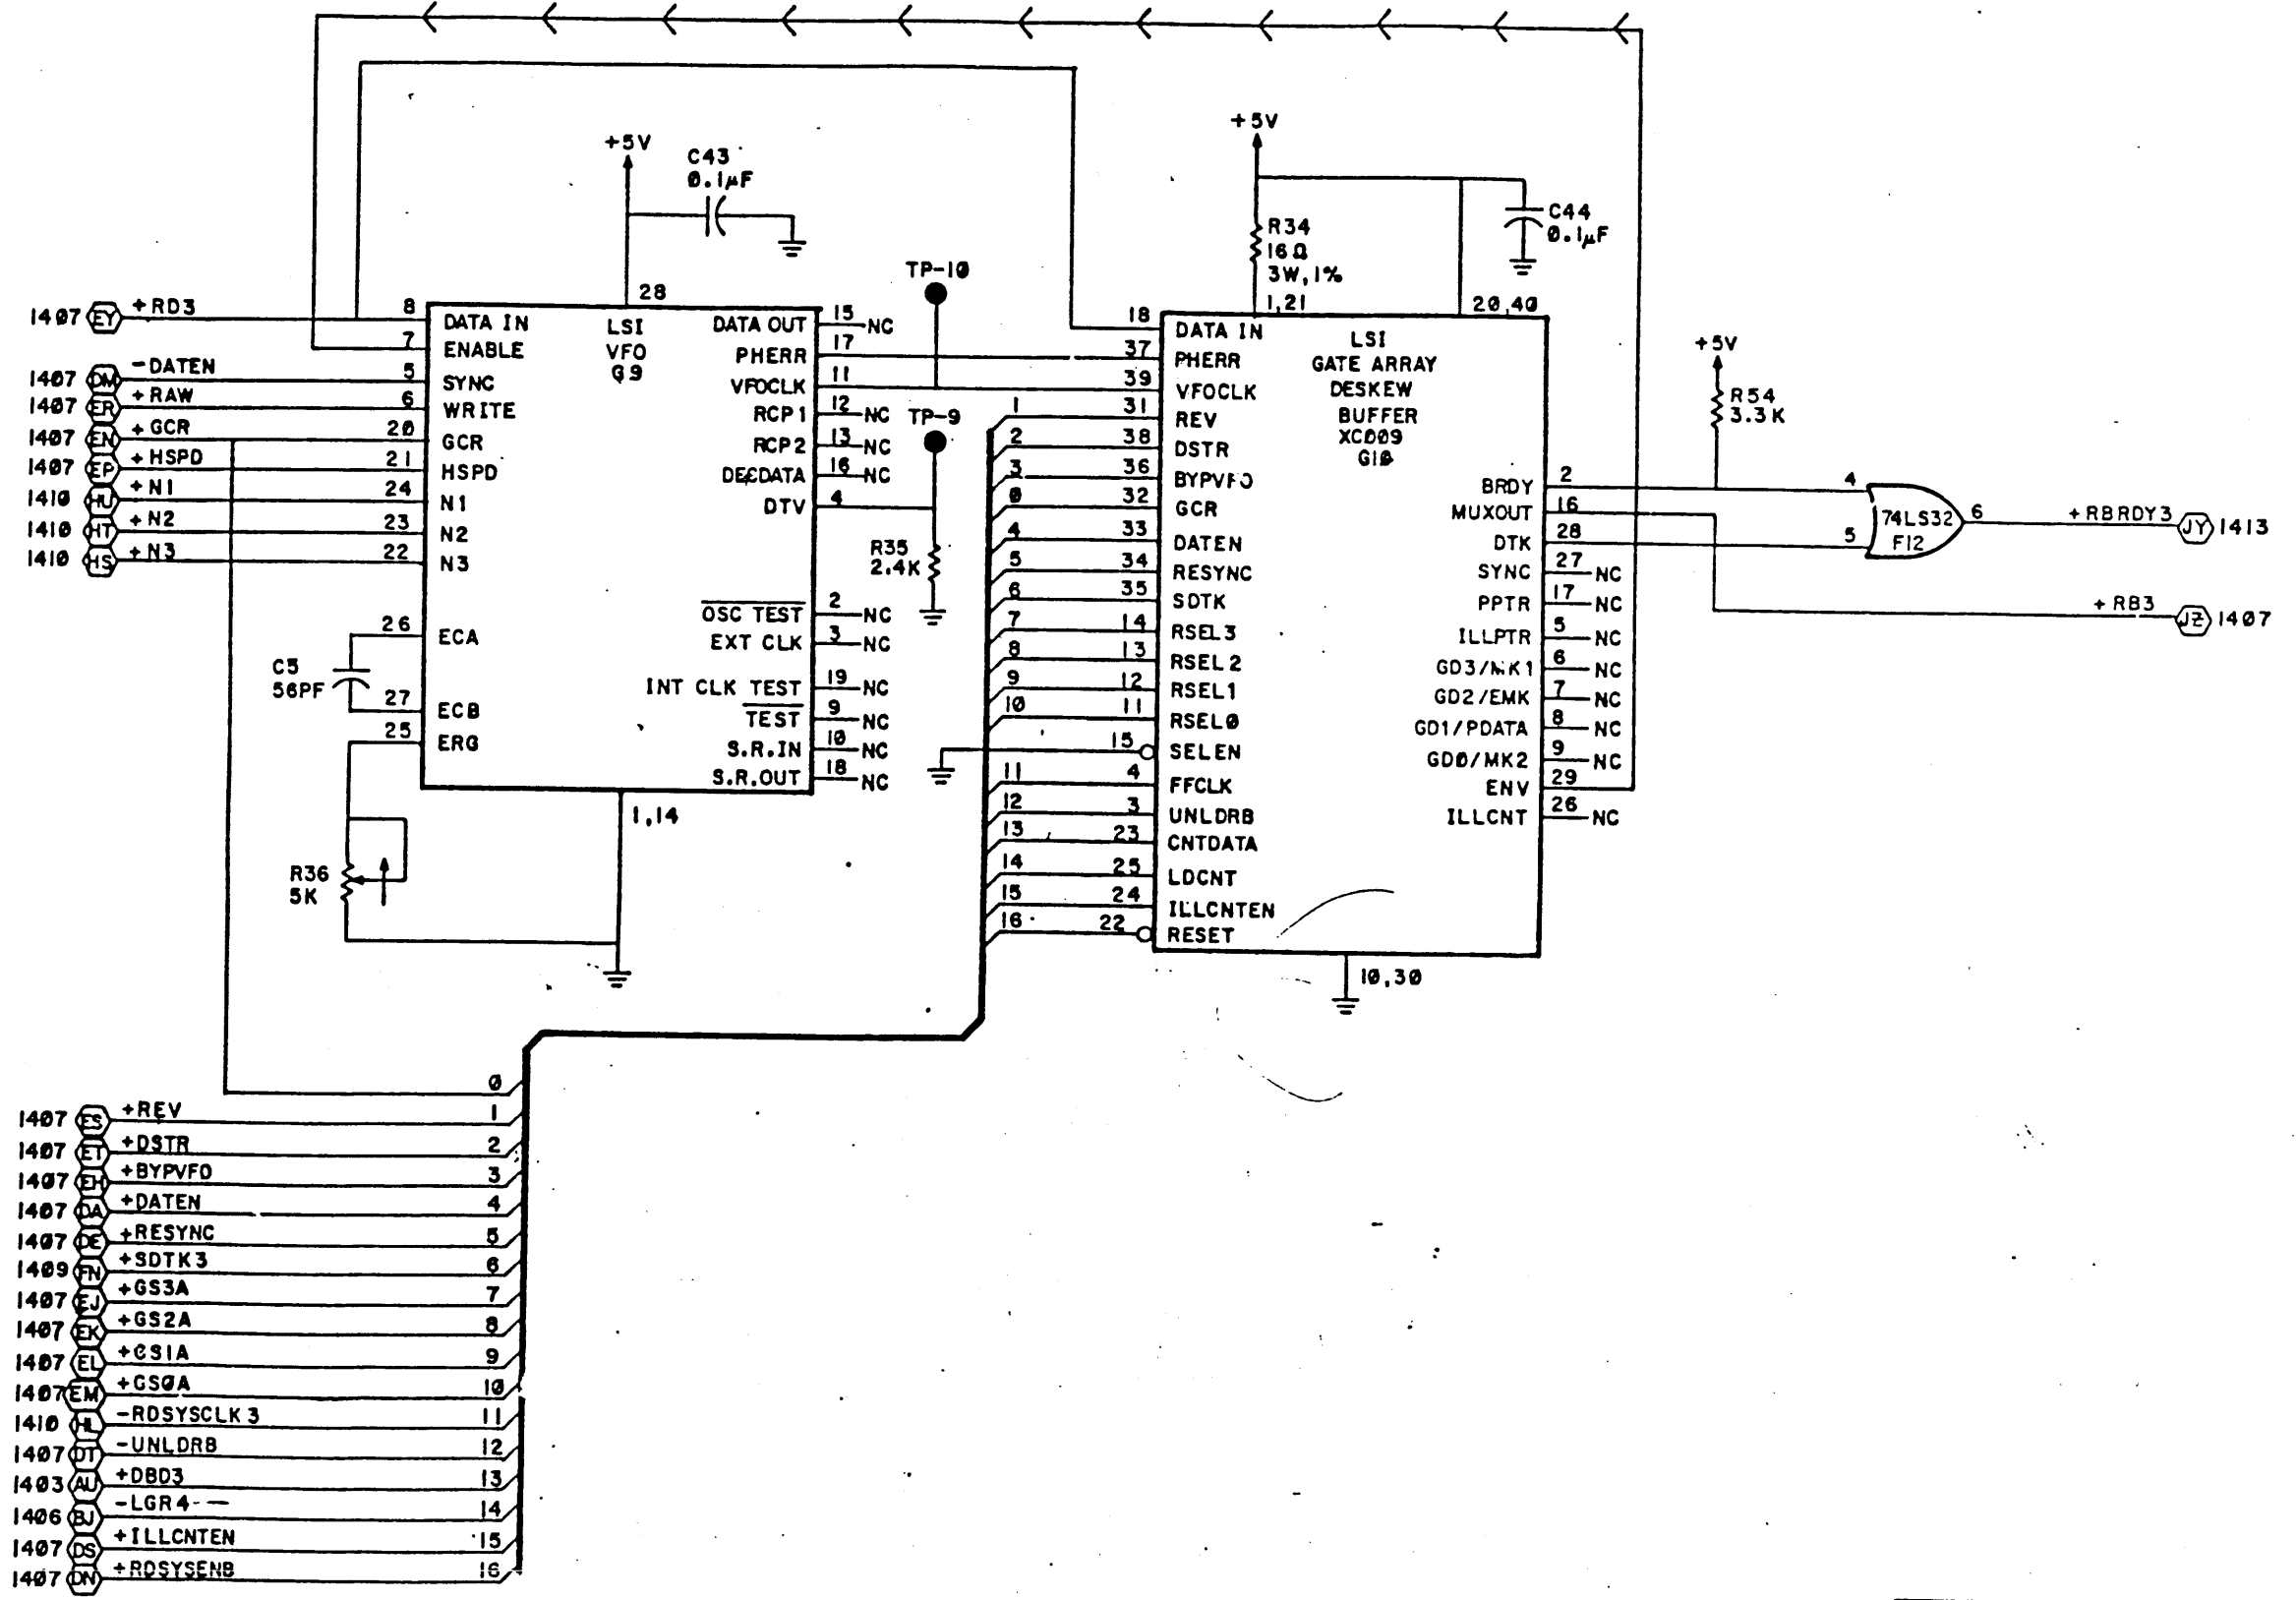 +5V
C43
0.1µF
28
TP-10
+5V
R34
16Ω
3W,1%
1,21
C44
0.1µF
20,40
1407 EY +RD3 8 DATA IN
7 ENABLE
1407 DM -DATEN 5 SYNC
1407 ER +RAW 6 WRITE
1407 EN +GCR 20 GCR
1407 EP +HSPD 21 HSPD
1410 HU +N1 24 N1
1410 HT +N2 23 N2
1410 HS +N3 22 N3
26 ECA
C5
56PF
27 ECB
25 ERG
R36
5K
LSI
VFO
G9
DATA OUT 15 NC
PHERR 17
VFOCLK 11
RCP1 12 NC
RCP2 13 NC
DECDATA 16 NC
DTV 4
OSC TEST 2 NC
EXT CLK 3 NC
INT CLK TEST 19 NC
TEST 9 NC
S.R.IN 10 NC
S.R.OUT 18 NC
1,14
TP-9
R35
2.4K
18 DATA IN
37 PHERR
39 VFOCLK
1 31 REV
2 38 DSTR
3 36 BYPVFO
0 32 GCR
4 33 DATEN
5 34 RESYNC
6 35 SDTK
7 14 RSEL3
8 13 RSEL2
9 12 RSEL1
10 11 RSEL0
15 SELEN
11 4 FFCLK
12 3 UNLDRB
13 23 CNTDATA
14 25 LDCNT
15 24 ILLCNTEN
16 22 RESET
LSI
GATE ARRAY
DESKEW
BUFFER
XC009
G10
BRDY 2
MUXOUT 16
DTK 28
SYNC 27 NC
PPTR 17 NC
ILLPTR 5 NC
GD3/MK1 6 NC
GD2/EMK 7 NC
GD1/PDATA 8 NC
GD0/MK2 9 NC
ENV 29
ILLCNT 26 NC
10,30
+5V
R54
3.3K
4
5
74LS32
F12
6 +RBRDY3 JY 1413
+RB3 JZ 1407
0
1407 ES +REV 1
1407 ET +DSTR 2
1407 EH +BYPVFO 3
1407 DA +DATEN 4
1407 DE +RESYNC 5
1409 FN +SDTK3 6
1407 EJ +GS3A 7
1407 EK +GS2A 8
1407 EL +GS1A 9
1407 EM +GS0A 10
1410 HL -RDSYSCLK3 11
1407 DT -UNLDRB 12
1403 AU +DBD3 13
1406 BJ -LGR4 14
1407 DS +ILLCNTEN 15
1407 DN +RDSYSENB 16